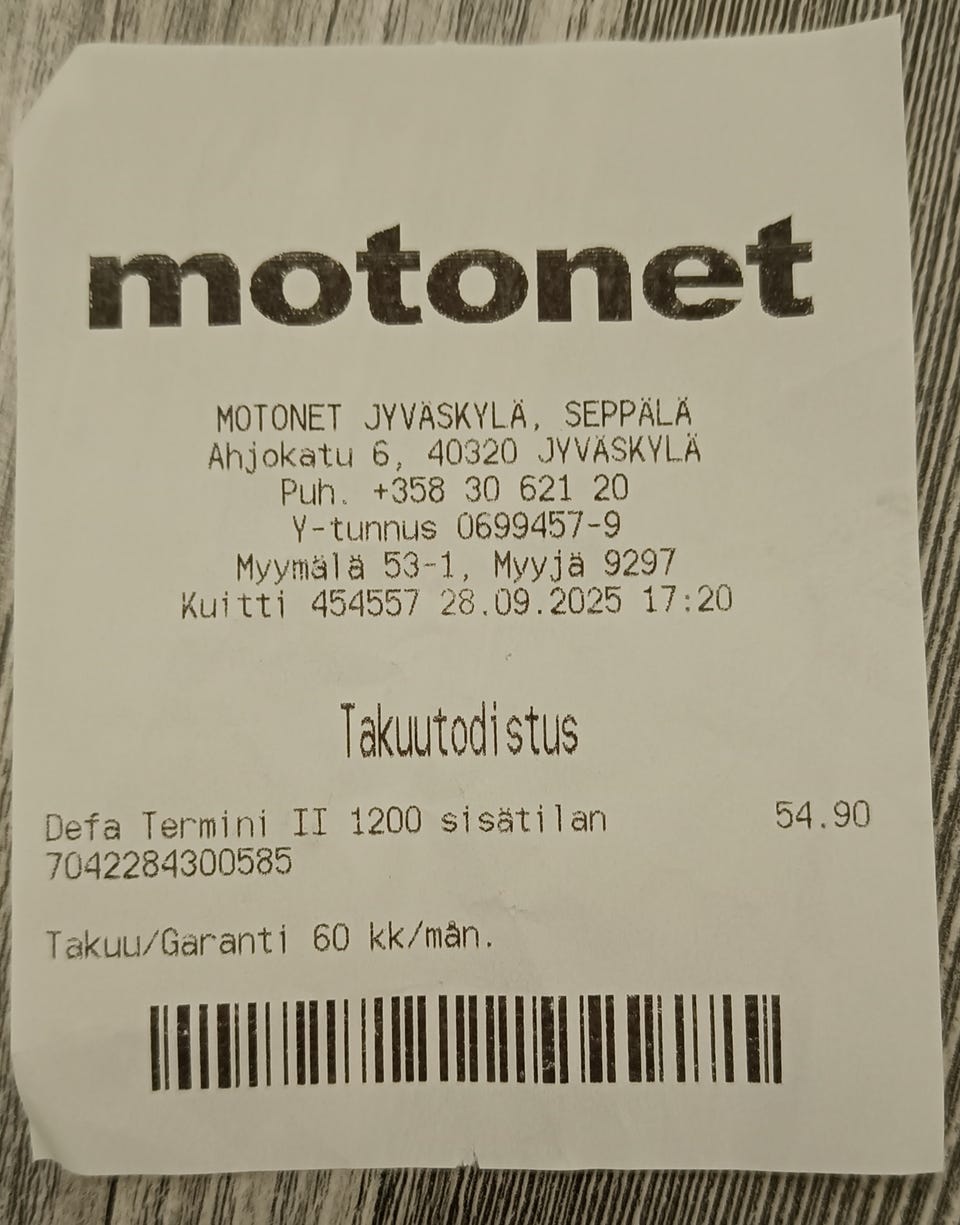 motonet
MOTONET JYVÄSKYLÄ, SEPPÄLÄ
Ahjokatu 6, 40320 JYVÄSKYLÄ
Puh. +358 30 621 20
Y-tunnus 0699457-9
Myymälä 53-1, Myyjä 9297
Kuitti 454557 28.09.2025 17:20
Takuutodistus
Defa Termini II 1200 sisätilan 54.90
7042284300585
Takuu/Garanti 60 kk/mån.